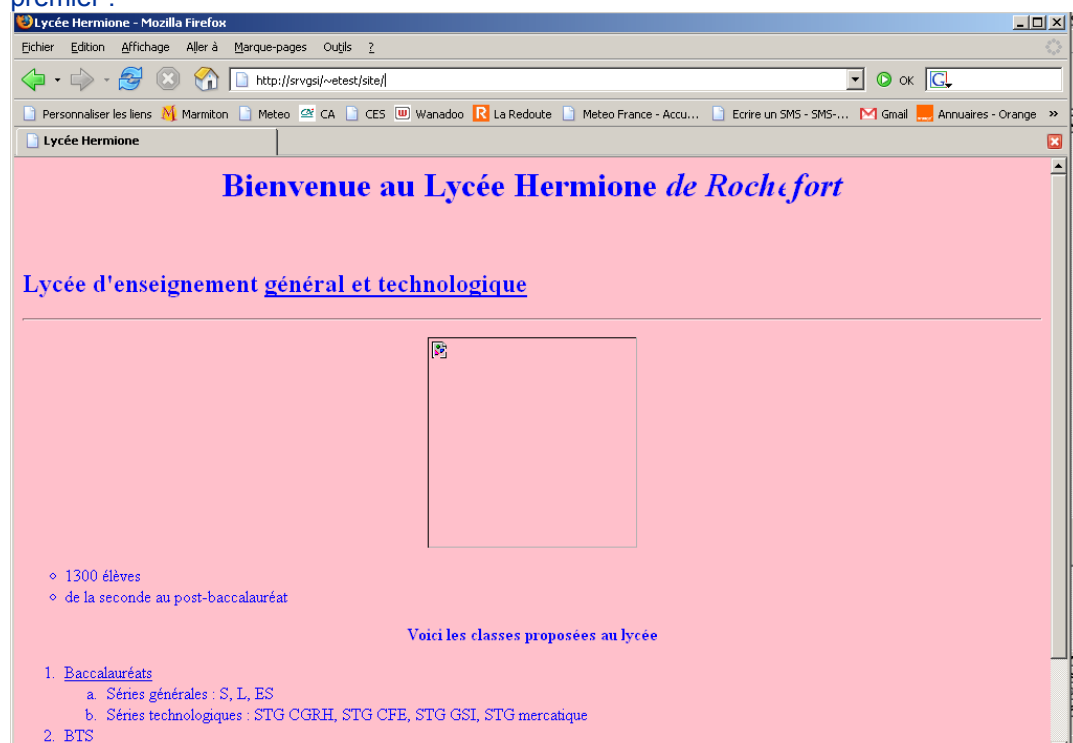 premier :
Lycée Hermione - Mozilla Firefox
Fichier Edition Affichage Aller à Marque-pages Outils ?
http://srvgsi/~etest/site/ OK G
Personnaliser les liens Marmiton Meteo CA CES Wanadoo La Redoute Meteo France - Accu... Ecrire un SMS - SMS-... Gmail Annuaires - Orange »
Lycée Hermione
Bienvenue au Lycée Hermione de Rochefort
Lycée d'enseignement général et technologique
1300 élèves
de la seconde au post-baccalauréat
Voici les classes proposées au lycée
1. Baccalauréats
a. Séries générales : S, L, ES
b. Séries technologiques : STG CGRH, STG CFE, STG GSI, STG mercatique
2. BTS